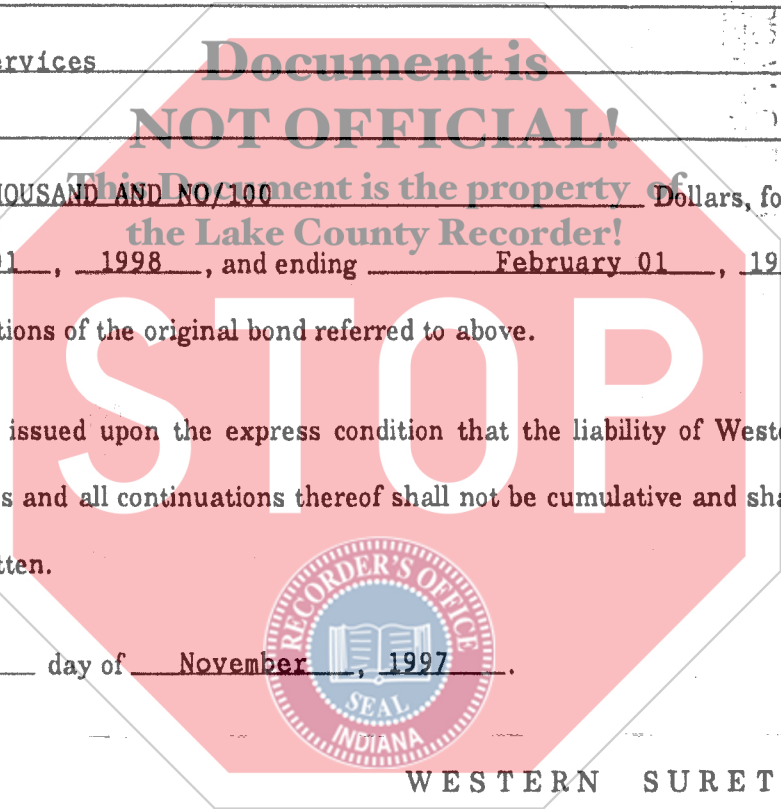 ervices
Document is
NOT OFFICIAL!
HOUSAND AND NO/100 Dollars, fo
This Document is the property of
the Lake County Recorder!
01 , 1998 , and ending February 01 , 19
tions of the original bond referred to above.
STOP
issued upon the express condition that the liability of Weste
s and all continuations thereof shall not be cumulative and sha
tten.
RECORDER'S OFFICE
SEAL
INDIANA
day of November , 1997 .
WESTERN SURET